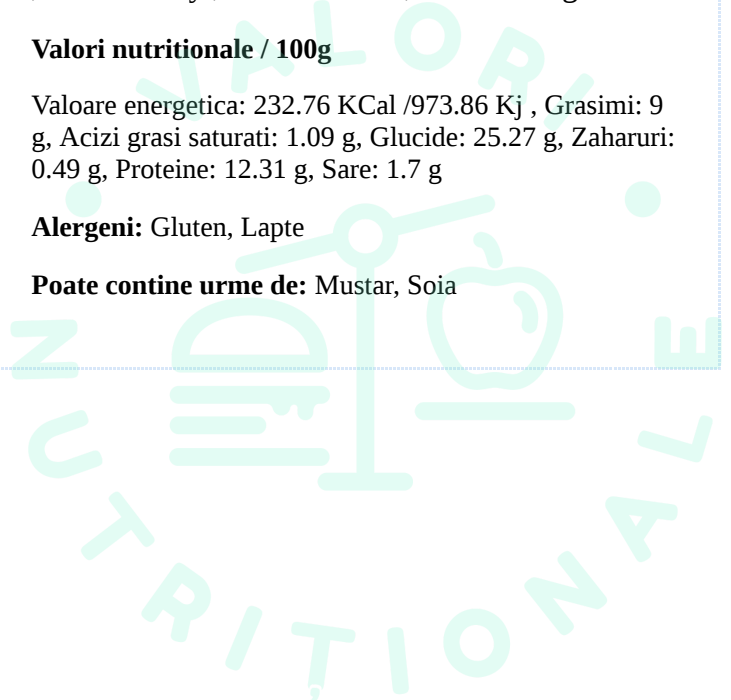 Valori nutritionale / 100g
Valoare energetica: 232.76 KCal /973.86 Kj , Grasimi: 9
g, Acizi grasi saturati: 1.09 g, Glucide: 25.27 g, Zaharuri:
0.49 g, Proteine: 12.31 g, Sare: 1.7 g
Alergeni: Gluten, Lapte
Poate contine urme de: Mustar, Soia
VALORI
NUTRIȚIONALE